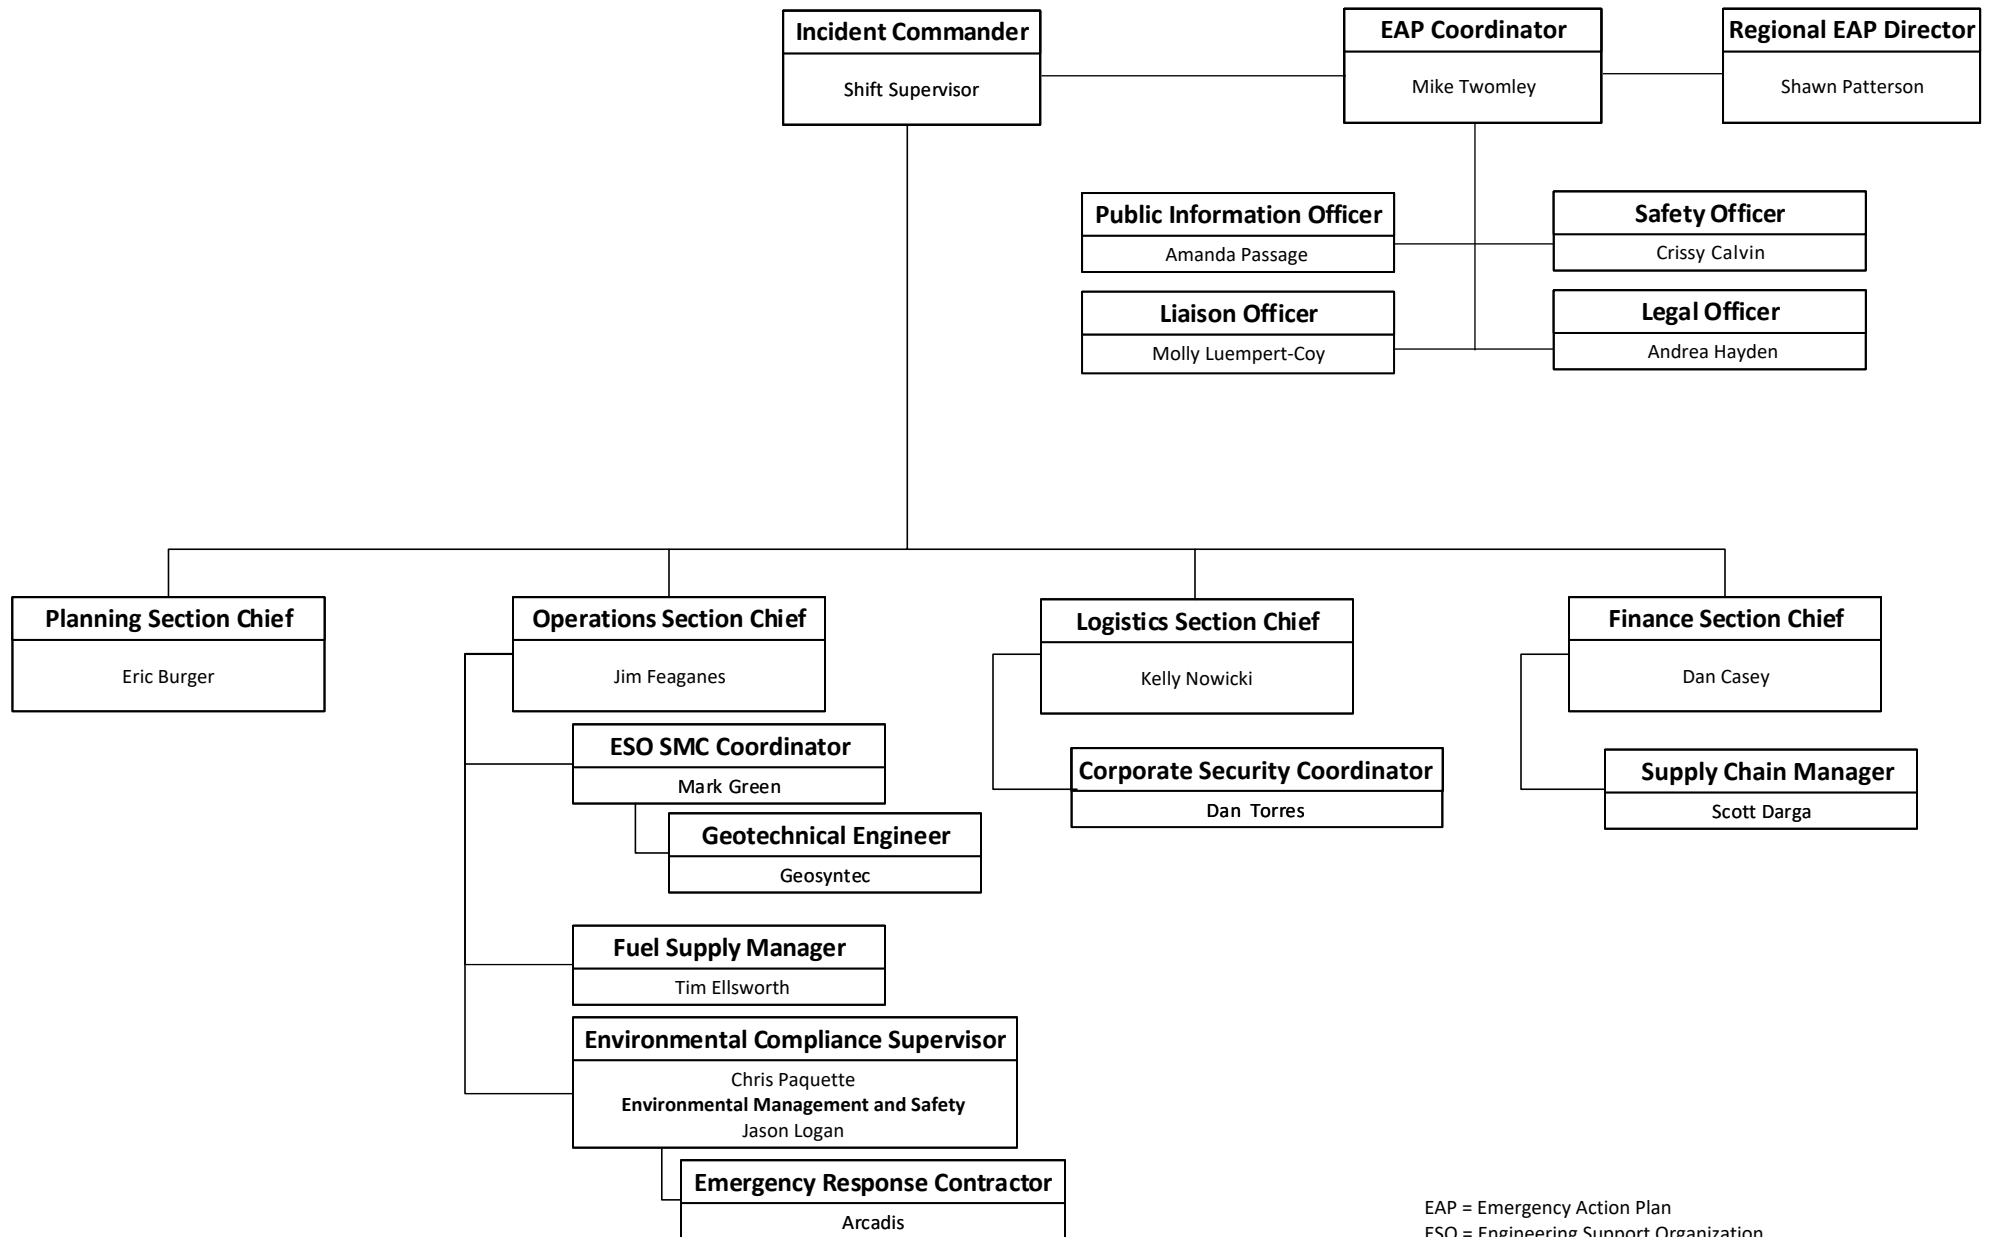 Incident Commander
Shift Supervisor
EAP Coordinator
Mike Twomley
Regional EAP Director
Shawn Patterson
Public Information Officer
Amanda Passage
Safety Officer
Crissy Calvin
Liaison Officer
Molly Luempert-Coy
Legal Officer
Andrea Hayden
Planning Section Chief
Eric Burger
Operations Section Chief
Jim Feaganes
ESO SMC Coordinator
Mark Green
Geotechnical Engineer
Geosyntec
Fuel Supply Manager
Tim Ellsworth
Environmental Compliance Supervisor
Chris Paquette
Environmental Management and Safety
Jason Logan
Emergency Response Contractor
Arcadis
Logistics Section Chief
Kelly Nowicki
Corporate Security Coordinator
Dan Torres
Finance Section Chief
Dan Casey
Supply Chain Manager
Scott Darga
EAP = Emergency Action Plan
ESO = Engineering Support Organization